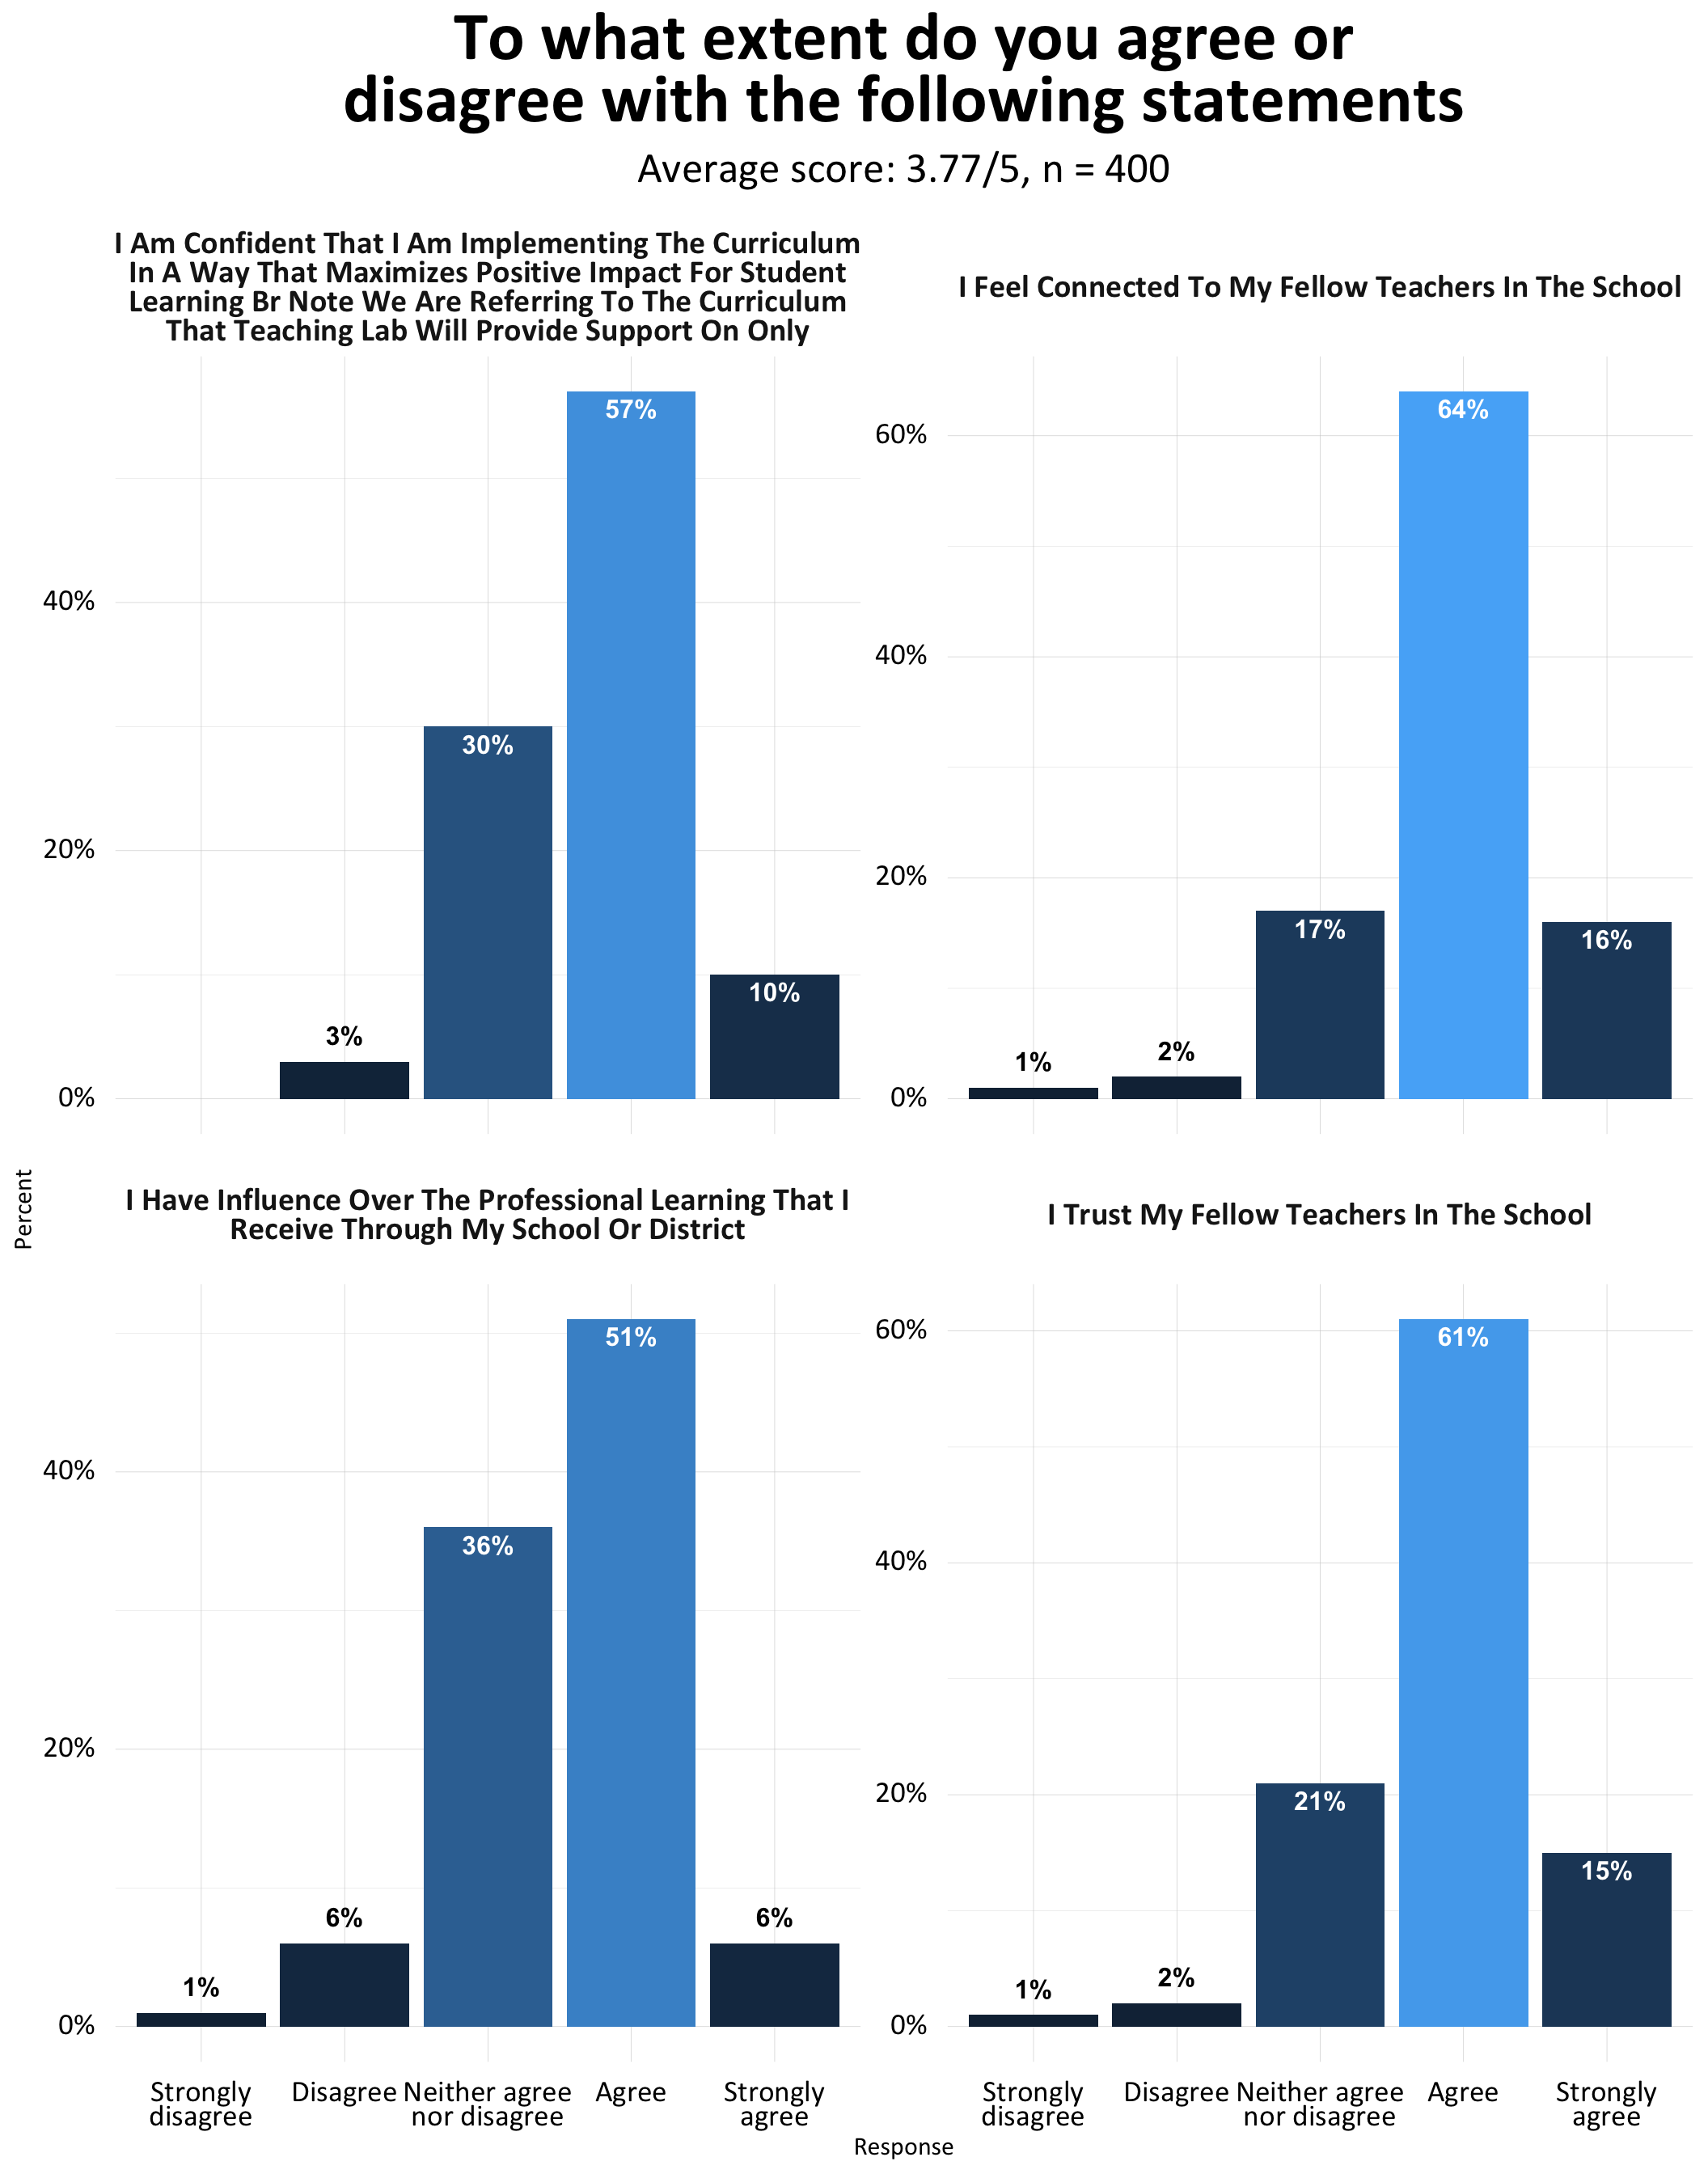 To what extent do you agree or
disagree with the following statements
Average score: 3.77/5, n = 400
I Am Confident That I Am Implementing The Curriculum
In A Way That Maximizes Positive Impact For Student
Learning Br Note We Are Referring To The Curriculum
That Teaching Lab Will Provide Support On Only
57%
40%
30%
20%
10%
3%
0%
I Feel Connected To My Fellow Teachers In The School
64%
60%
40%
20%
17%
16%
1%
2%
0%
Percent
I Have Influence Over The Professional Learning That I
Receive Through My School Or District
51%
40%
36%
20%
6%
6%
1%
0%
Strongly
disagree
Disagree
Neither agree
nor disagree
Agree
Strongly
agree
I Trust My Fellow Teachers In The School
60%
61%
40%
20%
21%
15%
1%
2%
0%
Strongly
disagree
Disagree
Neither agree
nor disagree
Agree
Strongly
agree
Response